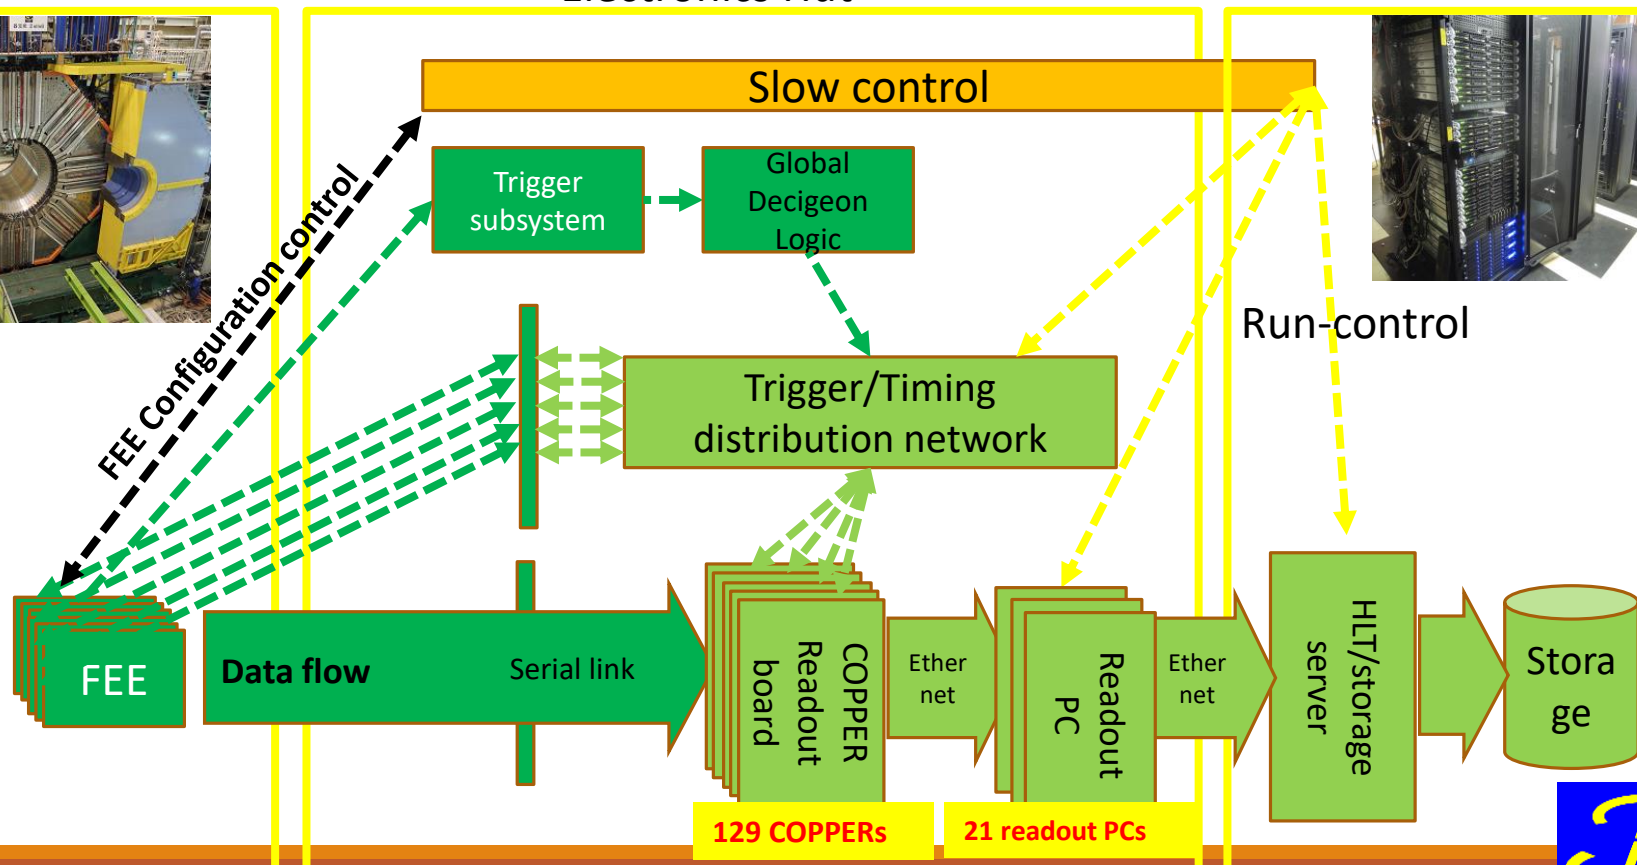 Electronics Hut
Slow control
Trigger
subsystem
Global
Decigeon
Logic
FEE Configuration control
Run-control
Trigger/Timing
distribution network
FEE
Data flow
Serial link
COPPER
Readout
board
Ether
net
Readout
PC
Ether
net
HLT/storage
server
Stora
ge
129 COPPERs
21 readout PCs